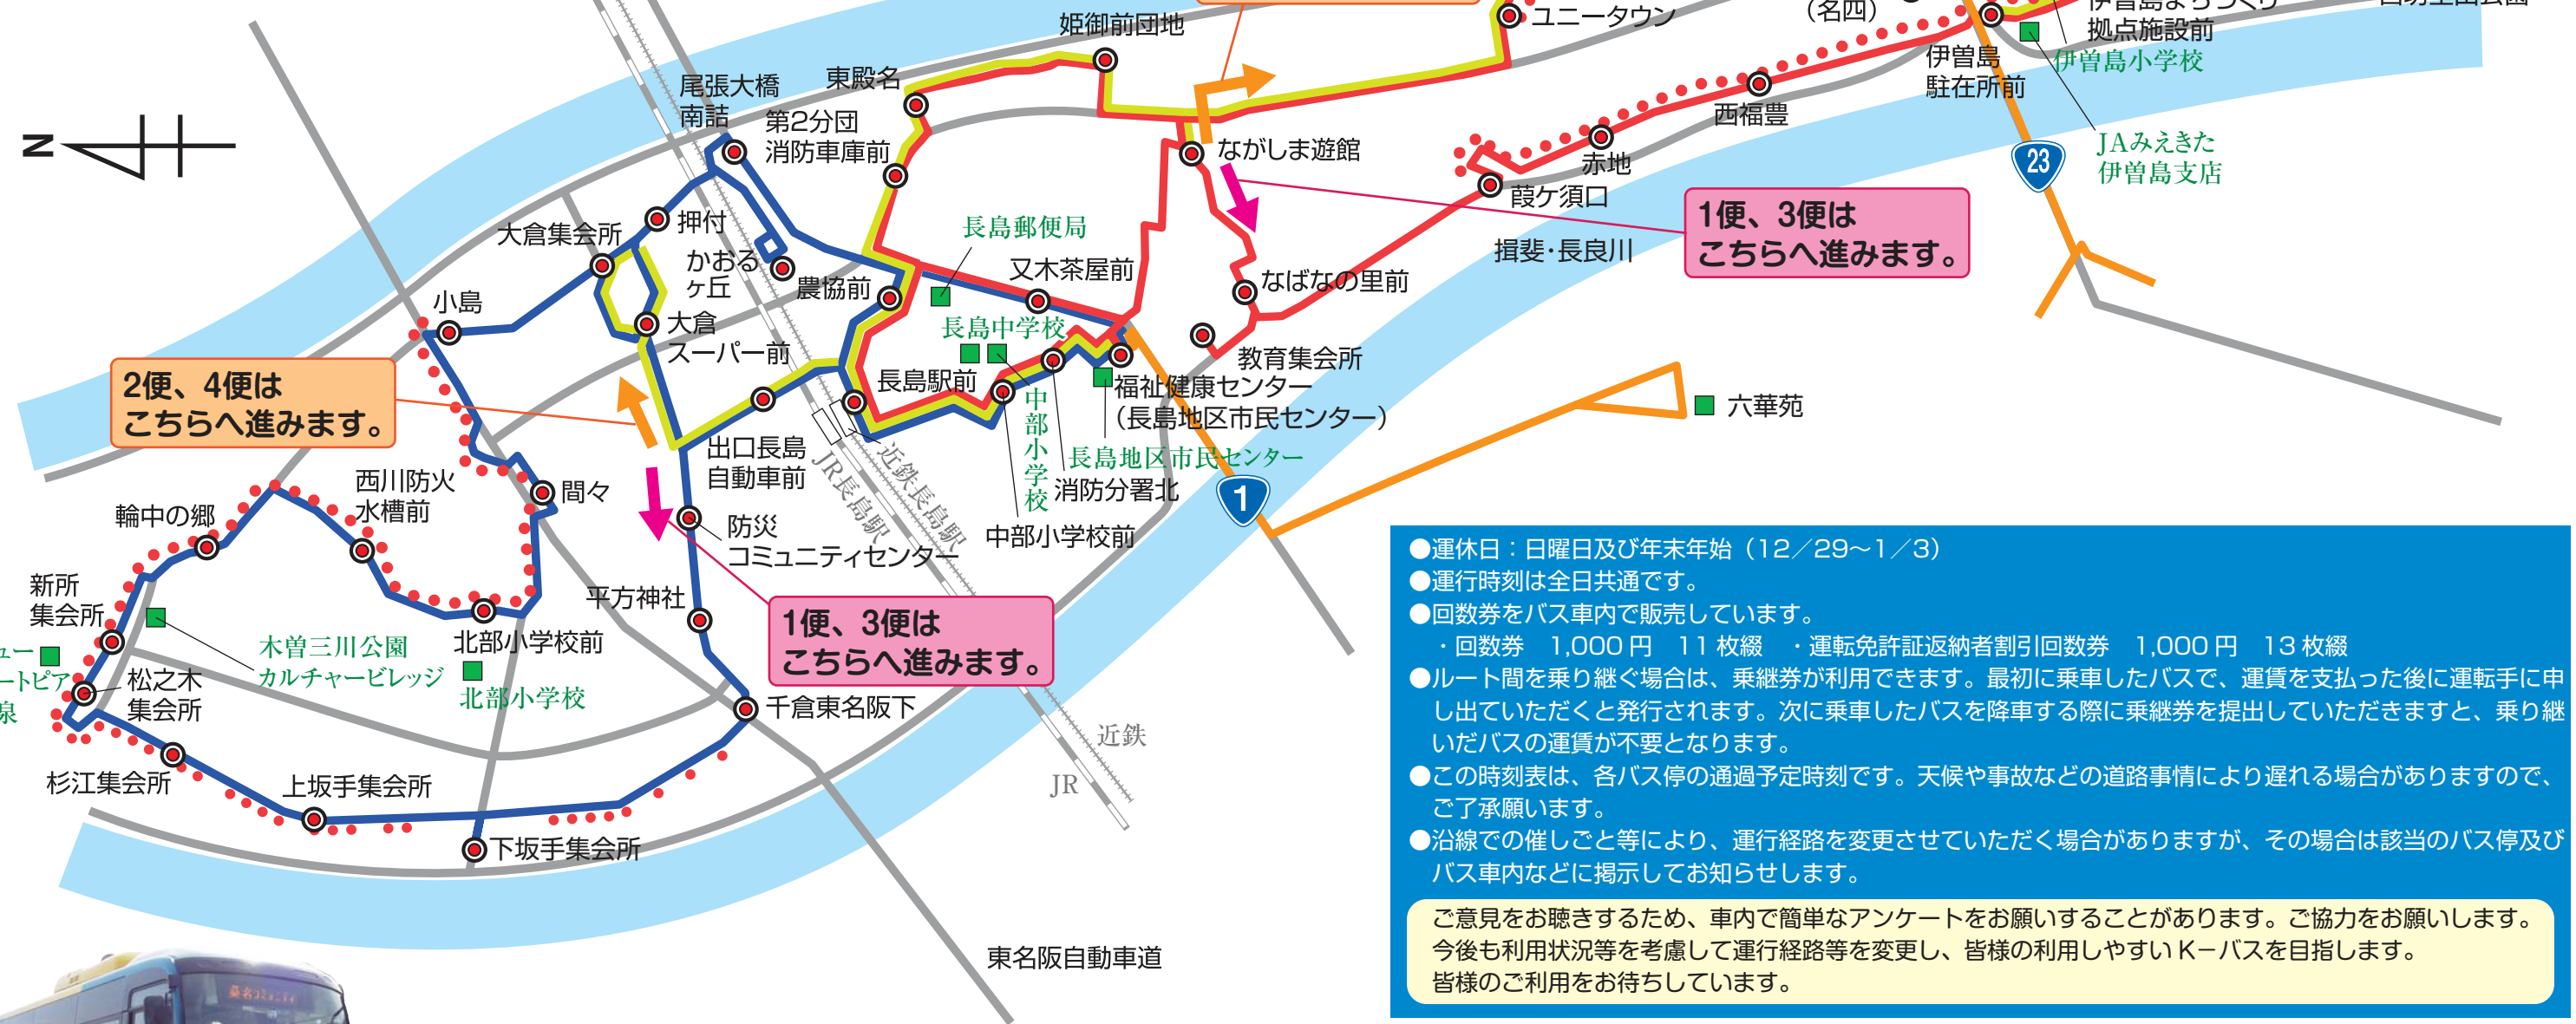 姫御前団地
ユニータウン
（名四）
拠点施設前
伊曽島
駐在所前
伊曽島小学校
尾張大橋
南詰
東殿名
第2分団
消防車庫前
西福豊
N
ながしま遊館
赤地
23
JAみえきた
伊曽島支店
葭ケ須口
1便、3便は
こちらへ進みます。
押付
大倉集会所
長島郵便局
揖斐・長良川
かおる
ヶ丘
農協前
又木茶屋前
なばなの里前
小島
大倉
スーパー前
長島中学校
教育集会所
2便、4便は
こちらへ進みます。
長島駅前
中部小学校
福祉健康センター
（長島地区市民センター）
六華苑
出口長島
自動車前
近鉄長島駅
JR長島駅
長島地区市民センター
消防分署北
1
西川防火
水槽前
間々
輪中の郷
防災
コミュニティセンター
中部小学校前
新所
集会所
平方神社
北部小学校前
木曽三川公園
カルチャービレッジ
1便、3便は
こちらへ進みます。
ートピア
泉
松之木
集会所
北部小学校
千倉東名阪下
近鉄
JR
杉江集会所
上坂手集会所
下坂手集会所
東名阪自動車道
●運休日：日曜日及び年末年始（12／29～1／3）
●運行時刻は全日共通です。
●回数券をバス車内で販売しています。
・回数券　1,000円　11枚綴　・運転免許証返納者割引回数券　1,000円　13枚綴
●ルート間を乗り継ぐ場合は、乗継券が利用できます。最初に乗車したバスで、運賃を支払った後に運転手に申
し出ていただくと発行されます。次に乗車したバスを降車する際に乗継券を提出していただきますと、乗り継
いだバスの運賃が不要となります。
●この時刻表は、各バス停の通過予定時刻です。天候や事故などの道路事情により遅れる場合がありますので、
ご了承願います。
●沿線での催しごと等により、運行経路を変更させていただく場合がありますが、その場合は該当のバス停及び
バス車内などに掲示してお知らせします。
ご意見をお聴きするため、車内で簡単なアンケートをお願いすることがあります。ご協力をお願いします。
今後も利用状況等を考慮して運行経路等を変更し、皆様の利用しやすいK－バスを目指します。
皆様のご利用をお待ちしています。